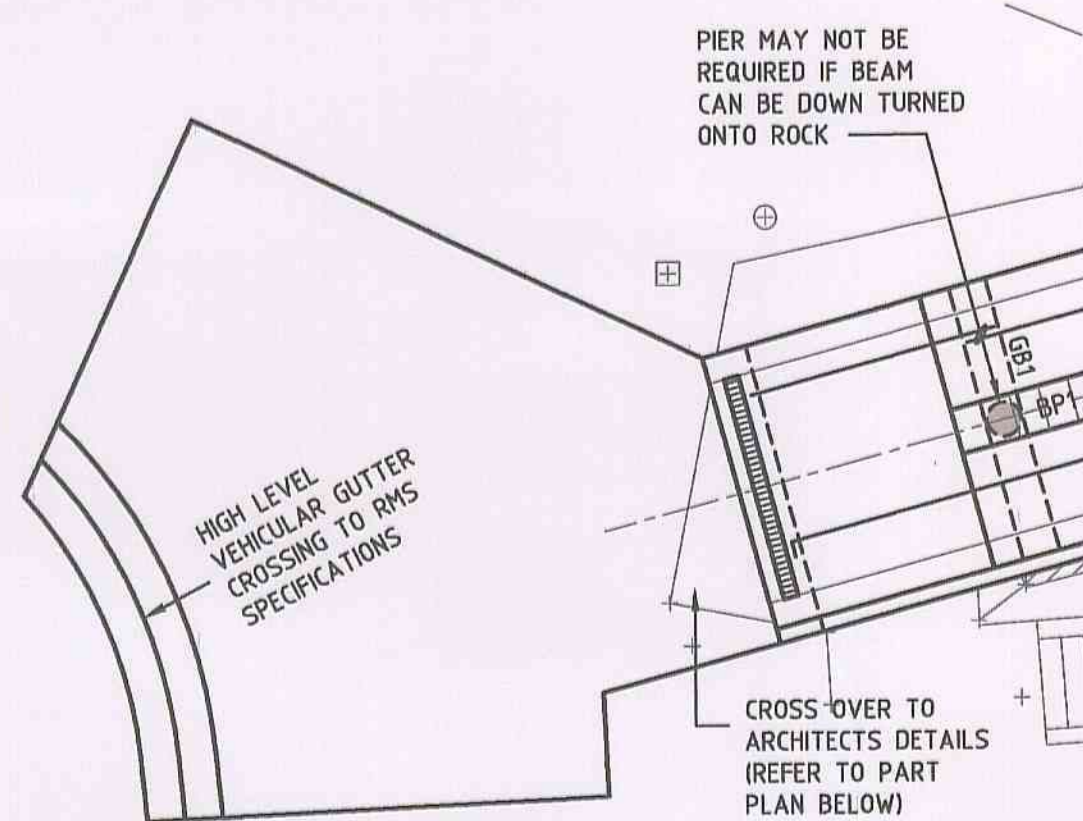 PIER MAY NOT BE
REQUIRED IF BEAM
CAN BE DOWN TURNED
ONTO ROCK
GB1
BP1
HIGH LEVEL
VEHICULAR GUTTER
CROSSING TO RMS
SPECIFICATIONS
CROSS OVER TO
ARCHITECTS DETAILS
(REFER TO PART
PLAN BELOW)